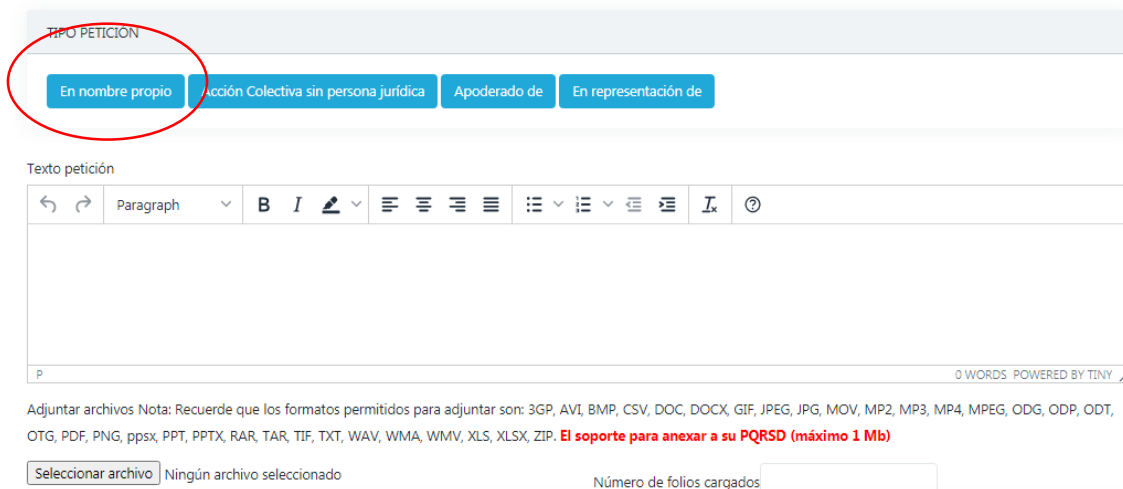 TIPO PETICIÓN
En nombre propio Acción Colectiva sin persona jurídica Apoderado de En representación de
Texto petición
Paragraph B I
P 0 WORDS POWERED BY TINY
Adjuntar archivos Nota: Recuerde que los formatos permitidos para adjuntar son: 3GP, AVI, BMP, CSV, DOC, DOCX, GIF, JPEG, JPG, MOV, MP2, MP3, MP4, MPEG, ODG, ODP, ODT,
OTG, PDF, PNG, ppsx, PPT, PPTX, RAR, TAR, TIF, TXT, WAV, WMA, WMV, XLS, XLSX, ZIP. El soporte para anexar a su PQRSD (máximo 1 Mb)
Seleccionar archivo Ningún archivo seleccionado Número de folios cargados